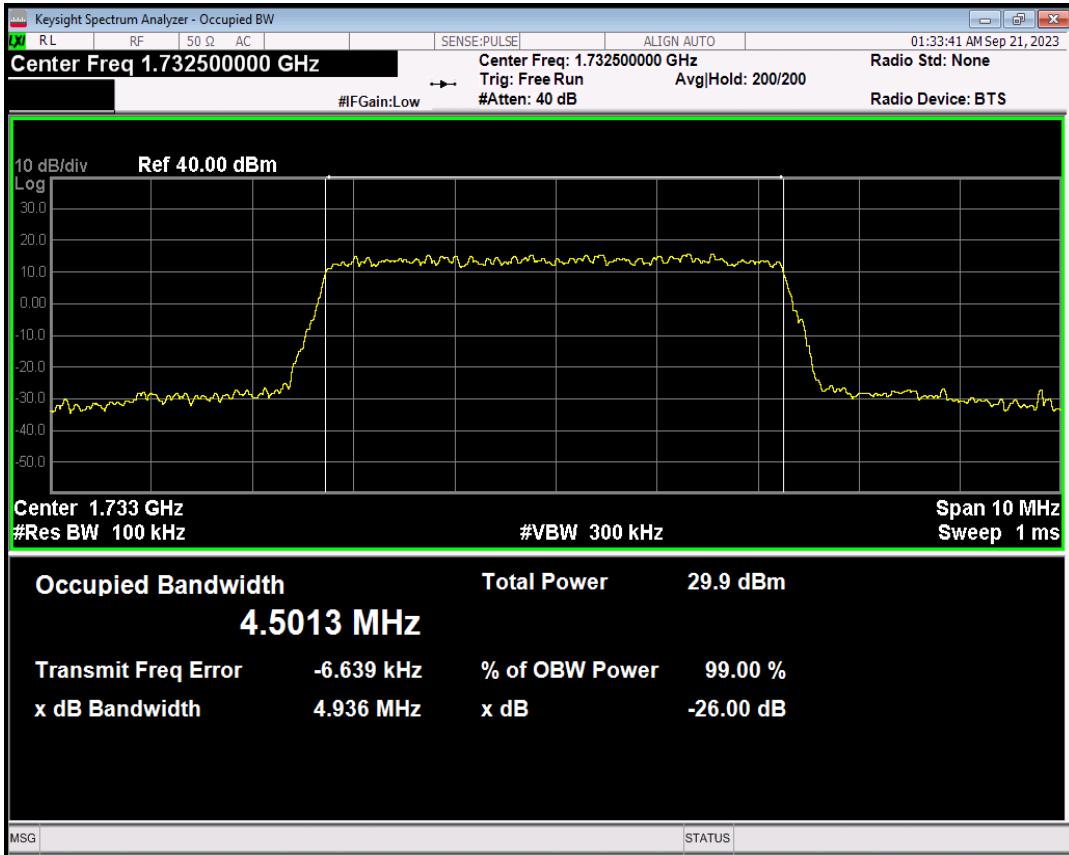 Keysight Spectrum Analyzer - Occupied BW
LXI RL RF 50 Ω AC SENSE:PULSE ALIGN AUTO 01:33:41 AM Sep 21, 2023
Center Freq 1.732500000 GHz Center Freq: 1.732500000 GHz Radio Std: None
Trig: Free Run Avg|Hold: 200/200
#IFGain:Low #Atten: 40 dB Radio Device: BTS
10 dB/div Ref 40.00 dBm
Log
30.0
20.0
10.0
0.00
-10.0
-20.0
-30.0
-40.0
-50.0
Center 1.733 GHz Span 10 MHz
#Res BW 100 kHz #VBW 300 kHz Sweep 1 ms
Occupied Bandwidth Total Power 29.9 dBm
4.5013 MHz
Transmit Freq Error -6.639 kHz % of OBW Power 99.00 %
x dB Bandwidth 4.936 MHz x dB -26.00 dB
MSG STATUS